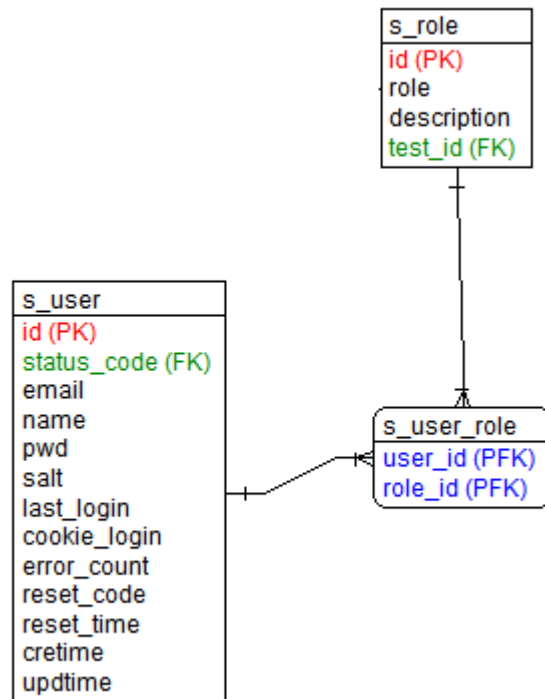 s_role
id (PK)
role
description
test_id (FK)
s_user
id (PK)
status_code (FK)
email
name
pwd
salt
last_login
cookie_login
error_count
reset_code
reset_time
cretime
updtime
s_user_role
user_id (PFK)
role_id (PFK)